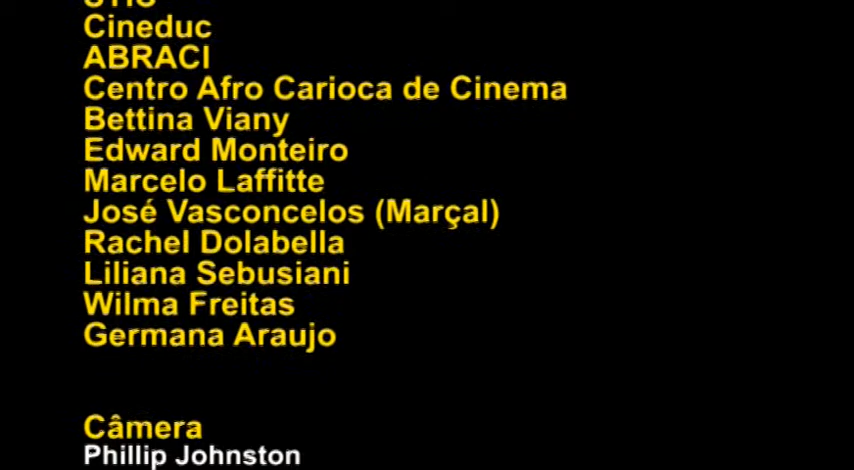 Cineduc
ABRACI
Centro Afro Carioca de Cinema
Bettina Viany
Edward Monteiro
Marcelo Laffitte
José Vasconcelos (Marçal)
Rachel Dolabella
Liliana Sebusiani
Wilma Freitas
Germana Araujo
Câmera
Phillip Johnston